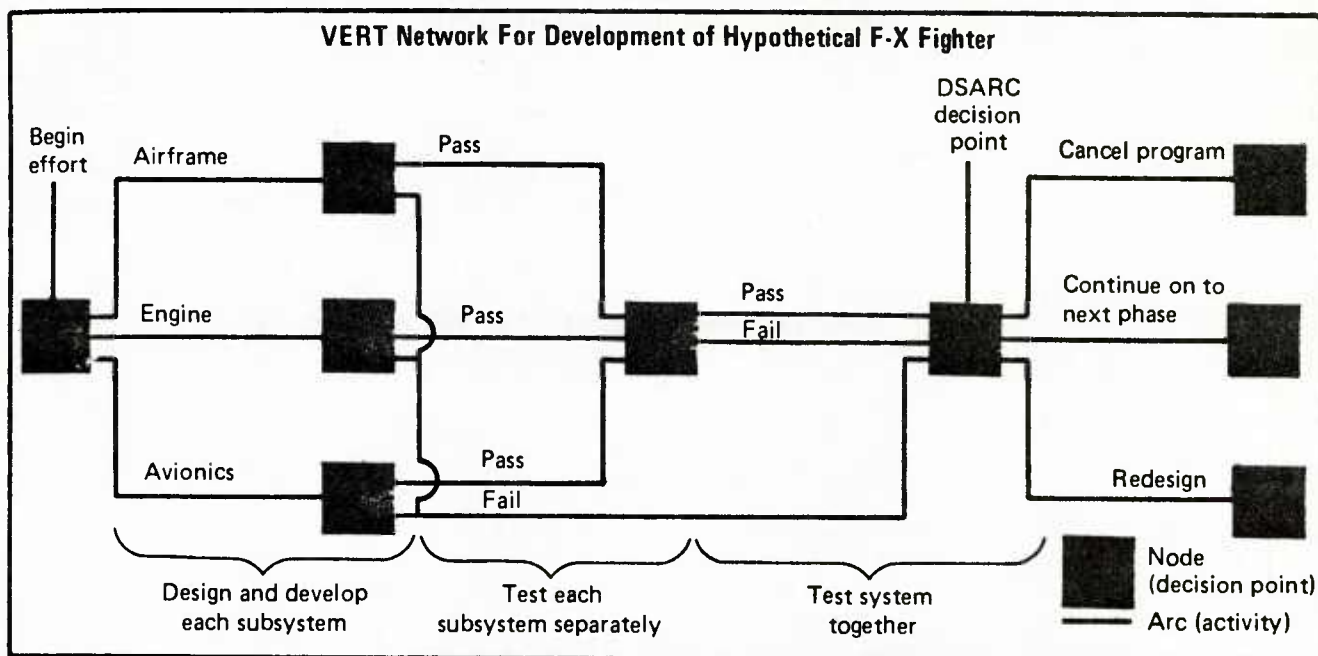 VERT Network For Development of Hypothetical F-X Fighter
Begin
effort
Airframe
Engine
Avionics
Pass
Pass
Pass
Fail
Pass
Fail
DSARC
decision
point
Cancel program
Continue on to
next phase
Redesign
Design and develop
each subsystem
Test each
subsystem separately
Test system
together
Node
(decision point)
Arc (activity)